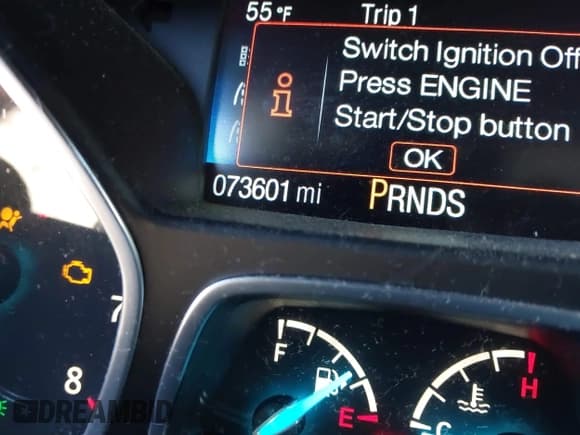 55°F Trip 1
Switch Ignition Off
Press ENGINE
Start/Stop button
OK
073601 mi PRNDS
7
8
F
E
H
C
DREAMBID